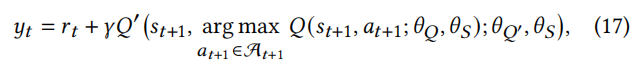 y_t = r_t + γQ′(s_{t+1}, arg max_{a_{t+1}∈𝒜_{t+1}} Q(s_{t+1}, a_{t+1}; θ_Q, θ_S); θ_{Q′}, θ_S), (17)